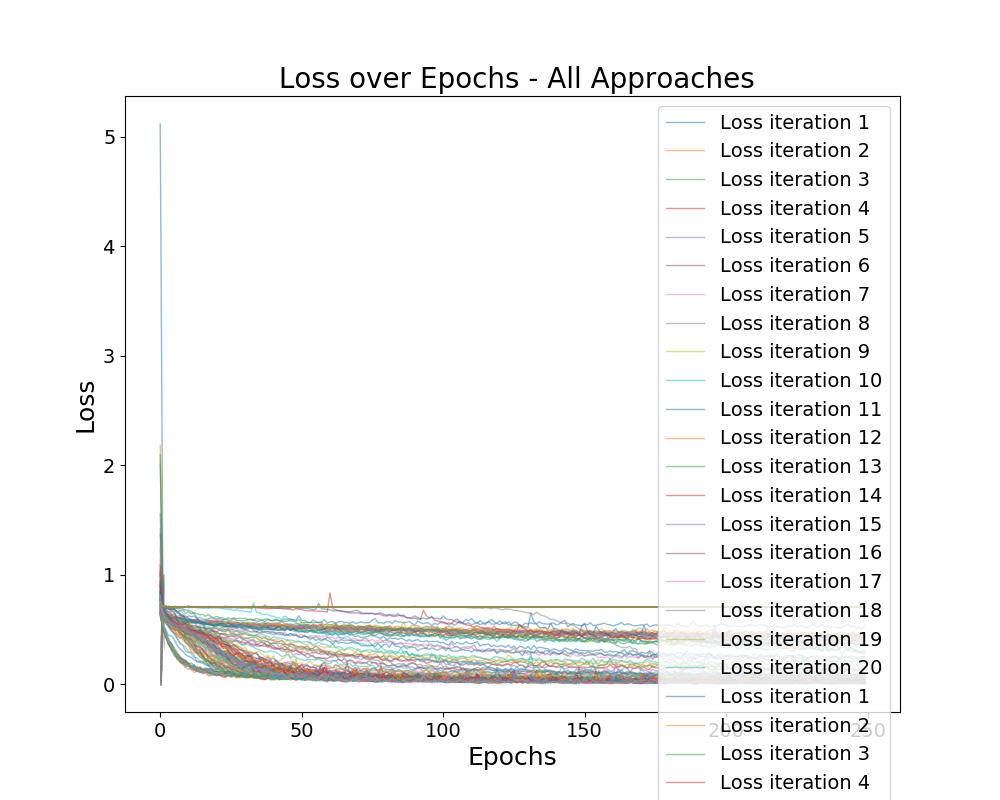 Loss over Epochs - All Approaches
Loss
5
4
3
2
1
0
0
50
100
150
200
250
Epochs
Loss iteration 1
Loss iteration 2
Loss iteration 3
Loss iteration 4
Loss iteration 5
Loss iteration 6
Loss iteration 7
Loss iteration 8
Loss iteration 9
Loss iteration 10
Loss iteration 11
Loss iteration 12
Loss iteration 13
Loss iteration 14
Loss iteration 15
Loss iteration 16
Loss iteration 17
Loss iteration 18
Loss iteration 19
Loss iteration 20
Loss iteration 1
Loss iteration 2
Loss iteration 3
Loss iteration 4